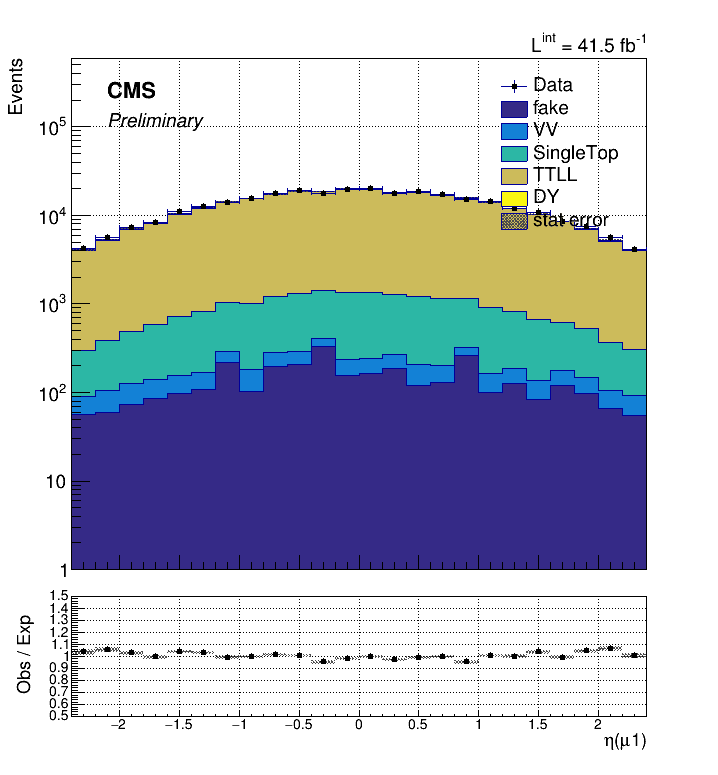 L^int = 41.5 fb^-1
Events
CMS
Preliminary
Data
fake
VV
SingleTop
TTLL
DY
stat error
10^5
10^4
10^3
10^2
10
1
Obs / Exp
1.5
1.4
1.3
1.2
1.1
1
0.9
0.8
0.7
0.6
0.5
−2 −1.5 −1 −0.5 0 0.5 1 1.5 2
η(μ1)